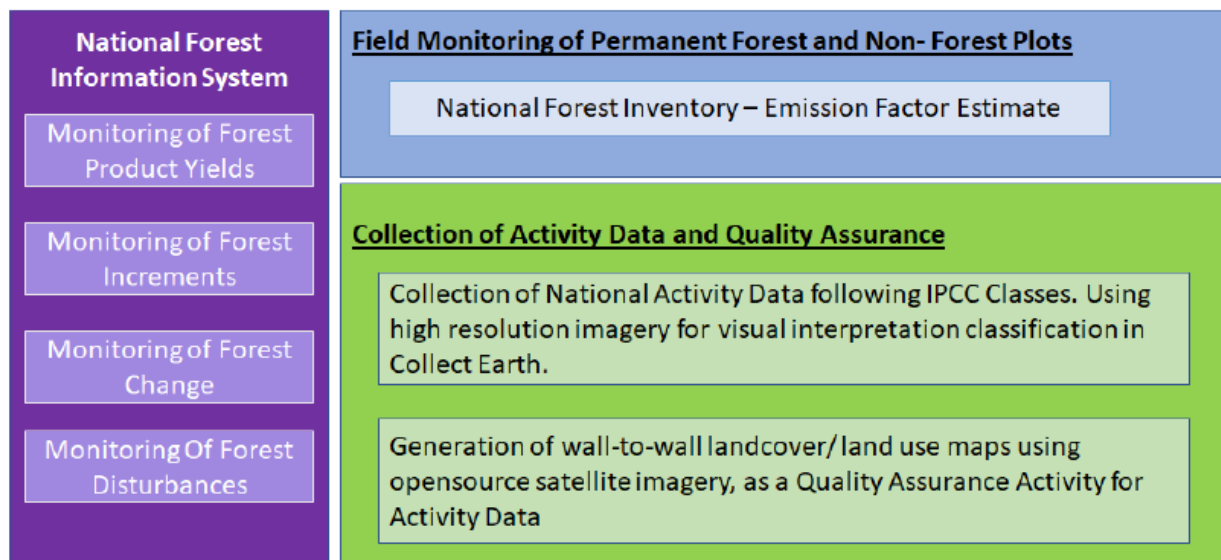 National Forest
Information System
Monitoring of Forest
Product Yields
Monitoring of Forest
Increments
Monitoring of Forest
Change
Monitoring Of Forest
Disturbances
Field Monitoring of Permanent Forest and Non- Forest Plots
National Forest Inventory – Emission Factor Estimate
Collection of Activity Data and Quality Assurance
Collection of National Activity Data following IPCC Classes. Using
high resolution imagery for visual interpretation classification in
Collect Earth.
Generation of wall-to-wall landcover/ land use maps using
opensource satellite imagery, as a Quality Assurance Activity for
Activity Data